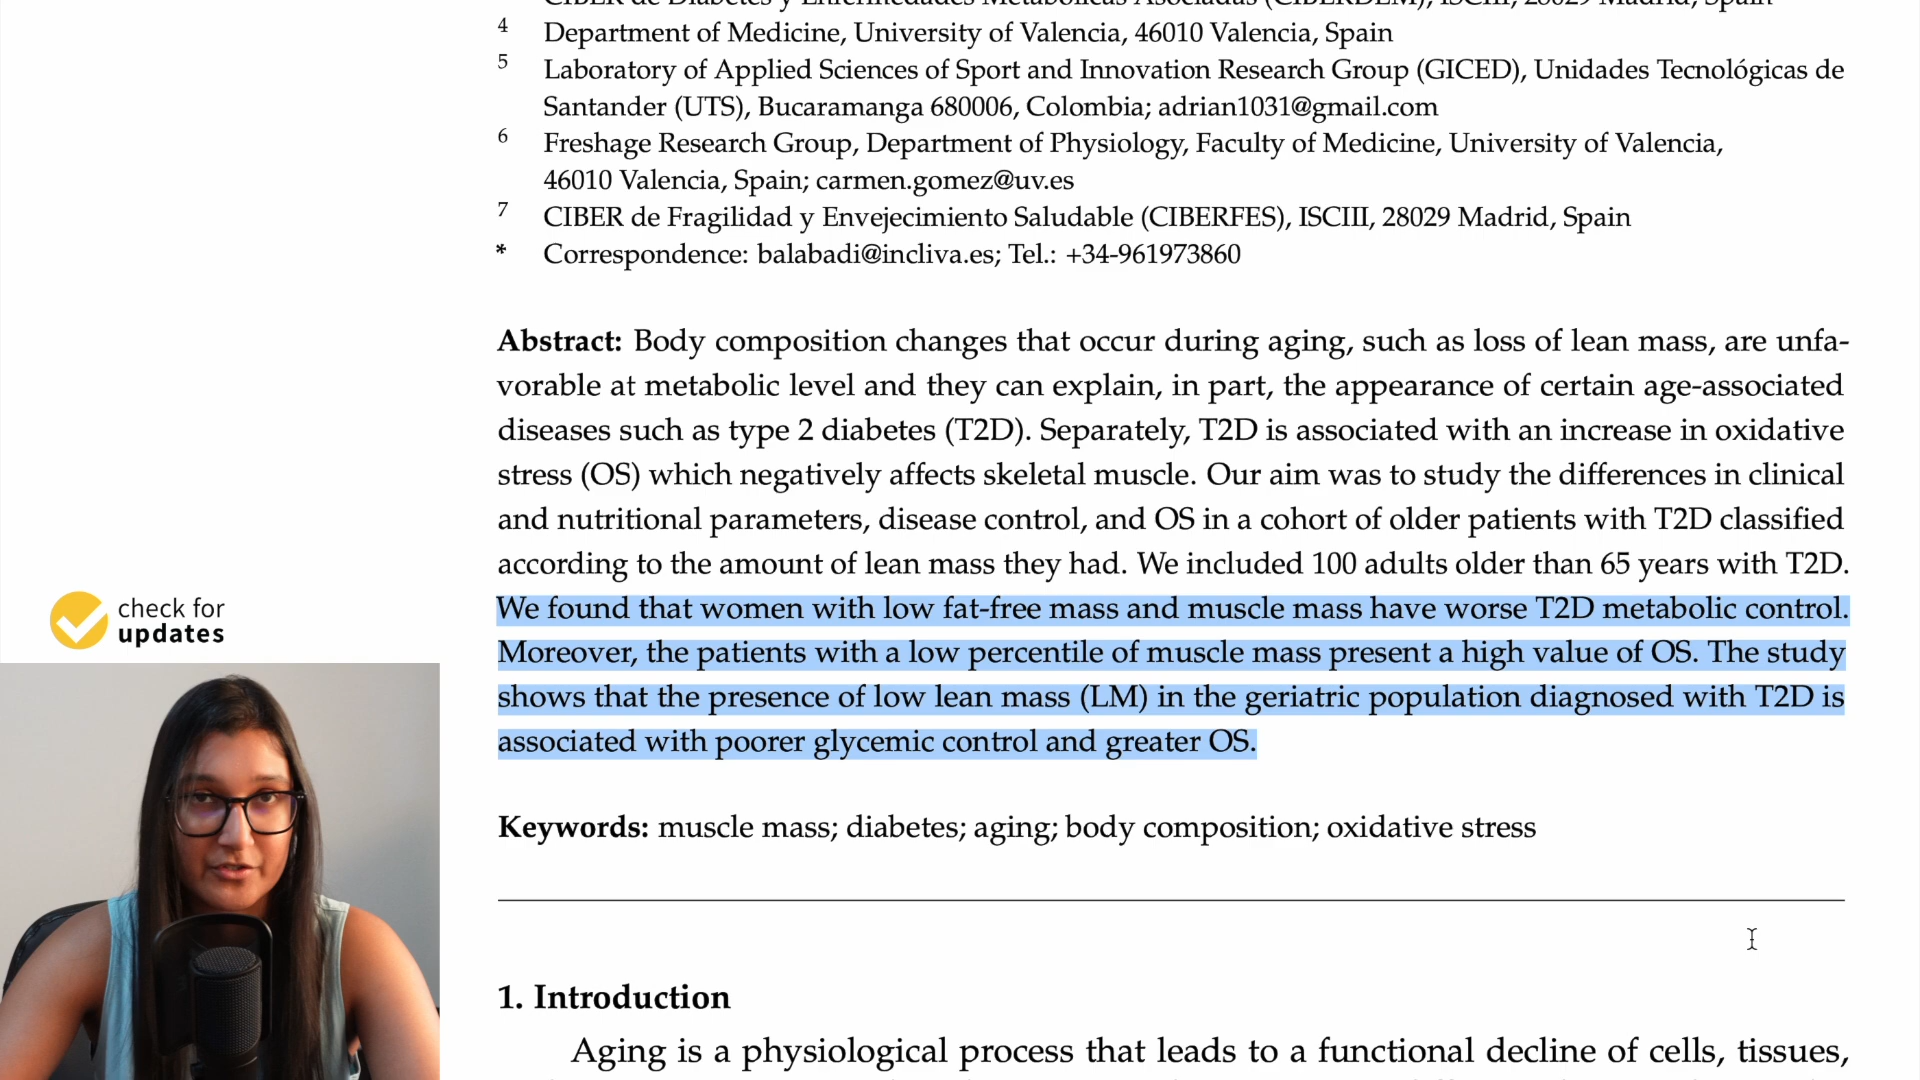 CIBER de Diabetes y Enfermedades Metabólicas Asociadas (CIBERDEM), ISCIII, 28029 Madrid, Spain
4 Department of Medicine, University of Valencia, 46010 Valencia, Spain
5 Laboratory of Applied Sciences of Sport and Innovation Research Group (GICED), Unidades Tecnológicas de
Santander (UTS), Bucaramanga 680006, Colombia; adrian1031@gmail.com
6 Freshage Research Group, Department of Physiology, Faculty of Medicine, University of Valencia,
46010 Valencia, Spain; carmen.gomez@uv.es
7 CIBER de Fragilidad y Envejecimiento Saludable (CIBERFES), ISCIII, 28029 Madrid, Spain
* Correspondence: balabadi@incliva.es; Tel.: +34-961973860
Abstract: Body composition changes that occur during aging, such as loss of lean mass, are unfa-
vorable at metabolic level and they can explain, in part, the appearance of certain age-associated
diseases such as type 2 diabetes (T2D). Separately, T2D is associated with an increase in oxidative
stress (OS) which negatively affects skeletal muscle. Our aim was to study the differences in clinical
and nutritional parameters, disease control, and OS in a cohort of older patients with T2D classified
according to the amount of lean mass they had. We included 100 adults older than 65 years with T2D.
We found that women with low fat-free mass and muscle mass have worse T2D metabolic control.
Moreover, the patients with a low percentile of muscle mass present a high value of OS. The study
shows that the presence of low lean mass (LM) in the geriatric population diagnosed with T2D is
associated with poorer glycemic control and greater OS.
check for
updates
Keywords: muscle mass; diabetes; aging; body composition; oxidative stress
1. Introduction
Aging is a physiological process that leads to a functional decline of cells, tissues,